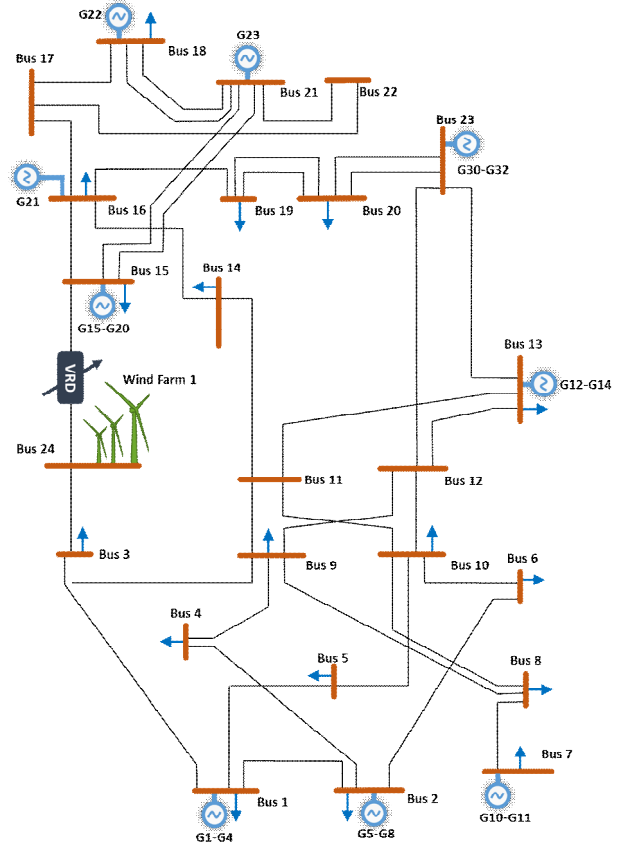 G22
Bus 18
G23
Bus 17
Bus 21
Bus 22
Bus 23
G30-G32
G21
Bus 16
Bus 19
Bus 20
Bus 15
Bus 14
G15-G20
Bus 13
VRD
Wind Farm 1
G12-G14
Bus 24
Bus 11
Bus 12
Bus 3
Bus 9
Bus 10
Bus 6
Bus 4
Bus 5
Bus 8
Bus 7
Bus 1
Bus 2
G10-G11
G1-G4
G5-G8